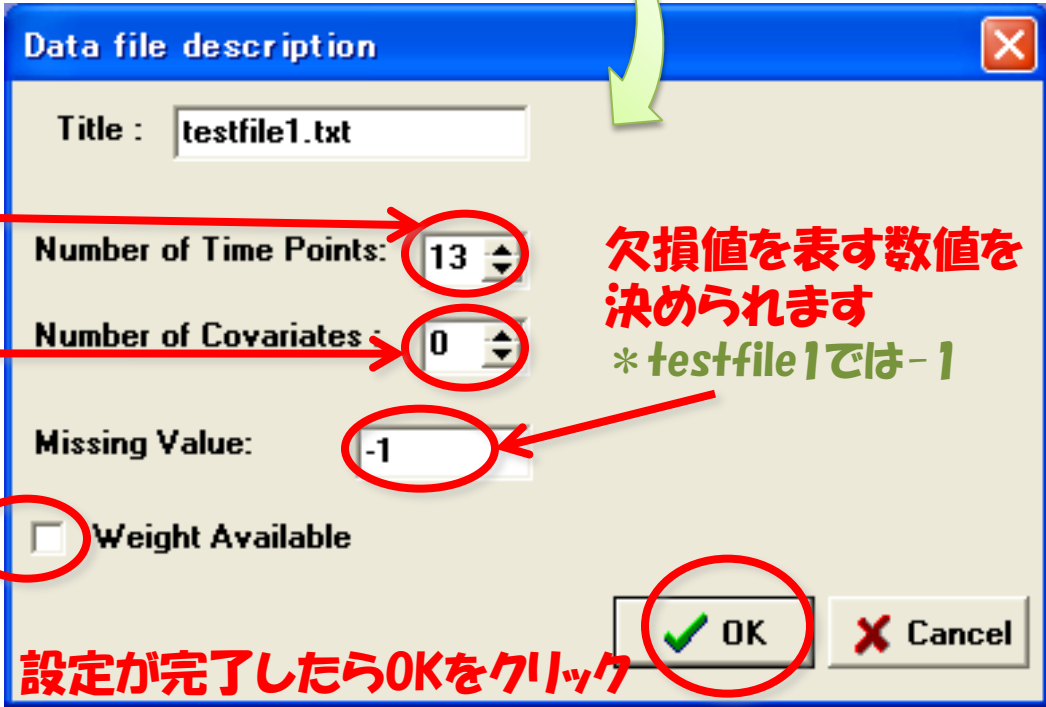 Data file description
Title : testfile1.txt
Number of Time Points: 13
欠損値を表す数値を
決められます
Number of Covariates : 0
＊testfile1では-1
Missing Value: -1
Weight Available
OK
Cancel
設定が完了したらOKをクリック